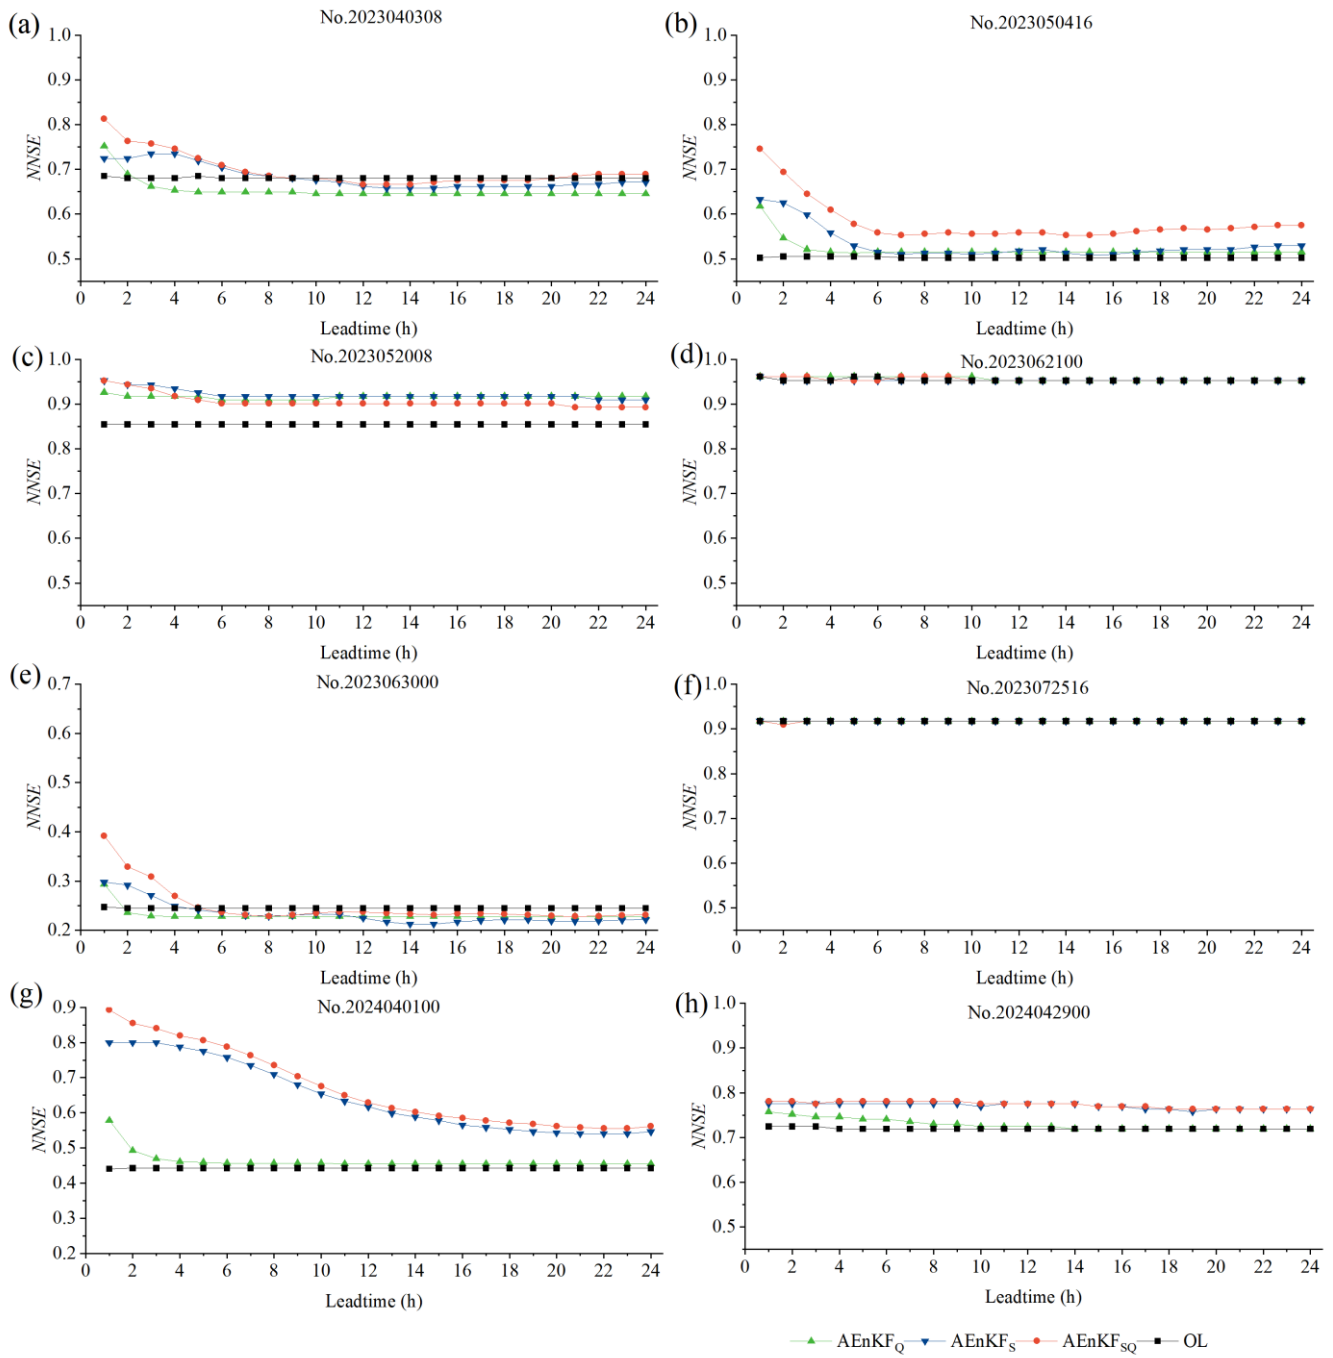 (a)
No.2023040308
1.0
0.9
0.8
0.7
0.6
0.5
NNSE
0 2 4 6 8 10 12 14 16 18 20 22 24
Leadtime (h)
(b)
No.2023050416
1.0
0.9
0.8
0.7
0.6
0.5
NNSE
0 2 4 6 8 10 12 14 16 18 20 22 24
Leadtime (h)
(c)
No.2023052008
1.0
0.9
0.8
0.7
0.6
0.5
NNSE
0 2 4 6 8 10 12 14 16 18 20 22 24
Leadtime (h)
(d)
No.2023062100
1.0
0.9
0.8
0.7
0.6
0.5
NNSE
0 2 4 6 8 10 12 14 16 18 20 22 24
Leadtime (h)
(e)
No.2023063000
0.7
0.6
0.5
0.4
0.3
0.2
NNSE
0 2 4 6 8 10 12 14 16 18 20 22 24
Leadtime (h)
(f)
No.2023072516
1.0
0.9
0.8
0.7
0.6
0.5
NNSE
0 2 4 6 8 10 12 14 16 18 20 22 24
Leadtime (h)
(g)
No.2024040100
0.9
0.8
0.7
0.6
0.5
0.4
0.3
0.2
NNSE
0 2 4 6 8 10 12 14 16 18 20 22 24
Leadtime (h)
(h)
No.2024042900
1.0
0.9
0.8
0.7
0.6
0.5
NNSE
0 2 4 6 8 10 12 14 16 18 20 22 24
Leadtime (h)
AEnKF_Q AEnKF_S AEnKF_SQ OL